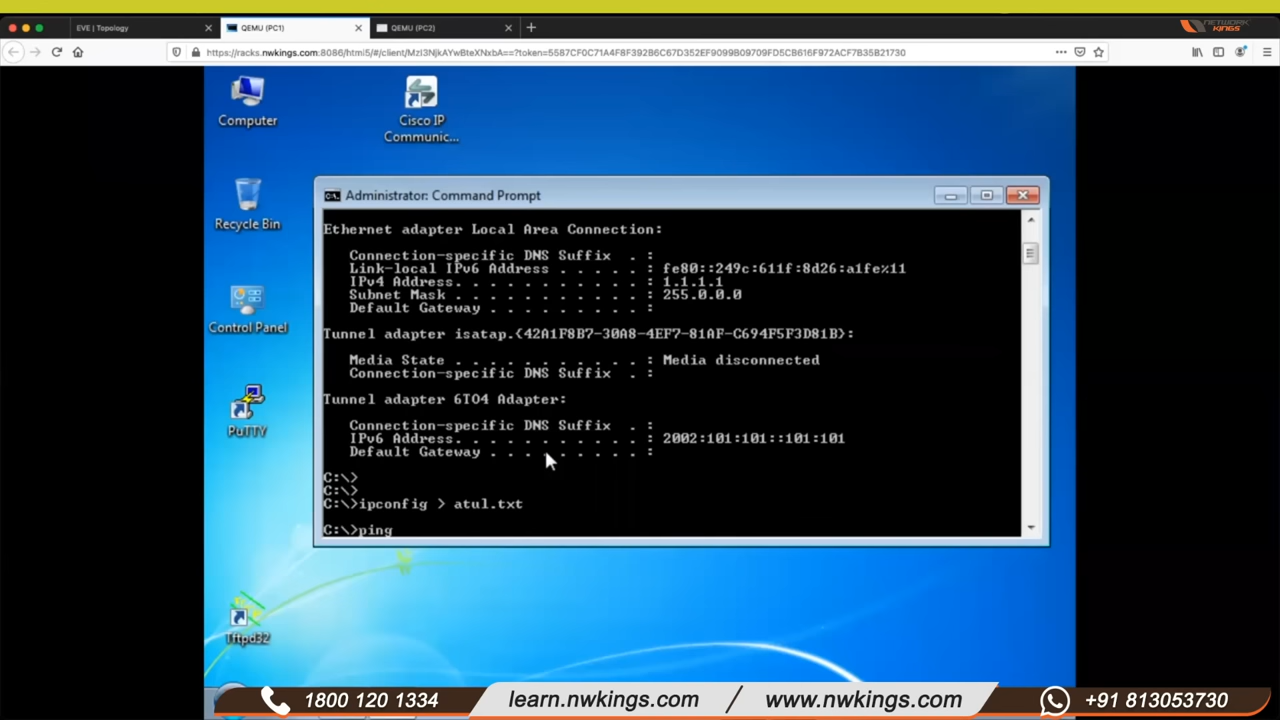 EVE | Topology
QEMU (PC1)
QEMU (PC2)
NETWORK
KINGS
https://racks.nwkings.com:8086/html5/#/client/MzI3NjkAYwBteXNxbA==?token=5587CF0C71A4F8F392B6C67D352EF9099B09709FD5CB616F972ACF7B35B21730
Computer
Cisco IP
Communic...
Recycle Bin
Control Panel
PuTTY
Tftpd32
Administrator: Command Prompt
Ethernet adapter Local Area Connection:
Connection-specific DNS Suffix . :
Link-local IPv6 Address . . . . . : fe80::249c:611f:8d26:a1fe%11
IPv4 Address. . . . . . . . . . . : 1.1.1.1
Subnet Mask . . . . . . . . . . . : 255.0.0.0
Default Gateway . . . . . . . . . :
Tunnel adapter isatap.{42A1F8B7-30A8-4EF7-81AF-C694F5F3D81B}:
Media State . . . . . . . . . . . : Media disconnected
Connection-specific DNS Suffix . :
Tunnel adapter 6TO4 Adapter:
Connection-specific DNS Suffix . :
IPv6 Address. . . . . . . . . . . : 2002:101:101::101:101
Default Gateway . . . . . . . . . :
C:\>
C:\>
C:\>ipconfig > atul.txt
C:\>ping
1800 120 1334
learn.nwkings.com / www.nwkings.com
+91 813053730